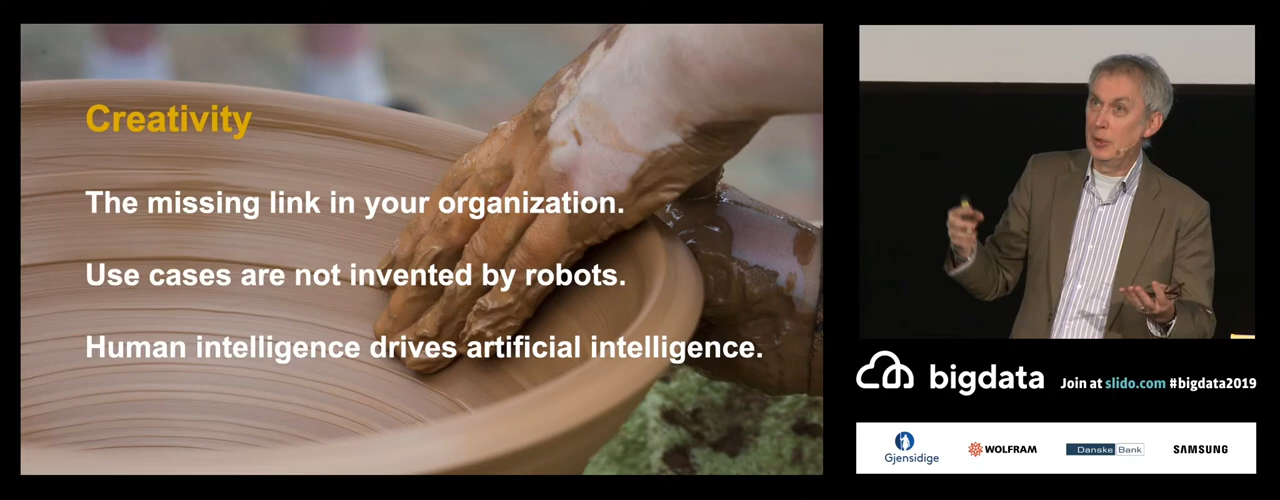 Creativity
The missing link in your organization.
Use cases are not invented by robots.
Human intelligence drives artificial intelligence.
bigdata
Join at slido.com #bigdata2019
Gjensidige
WOLFRAM
Danske Bank
SAMSUNG